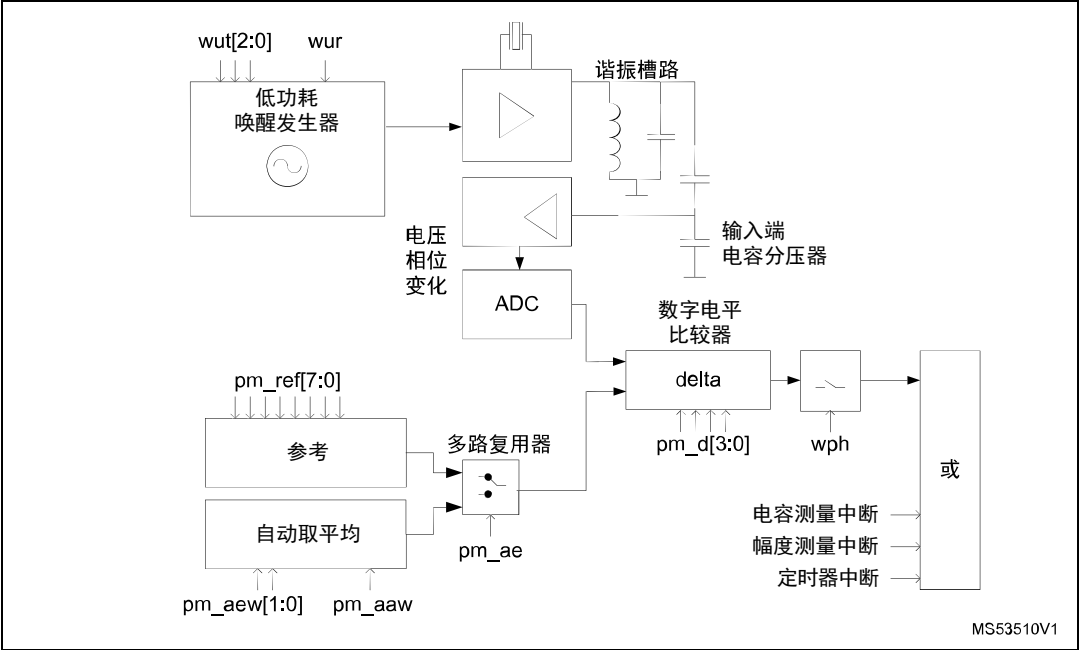 wut[2:0]
wur
低功耗
唤醒发生器
谐振槽路
输入端
电容分压器
电压
相位
变化
ADC
数字电平
比较器
delta
pm_d[3:0]
wph
pm_ref[7:0]
参考
多路复用器
自动取平均
pm_ae
pm_aew[1:0]
pm_aaw
或
电容测量中断
幅度测量中断
定时器中断
MS53510V1